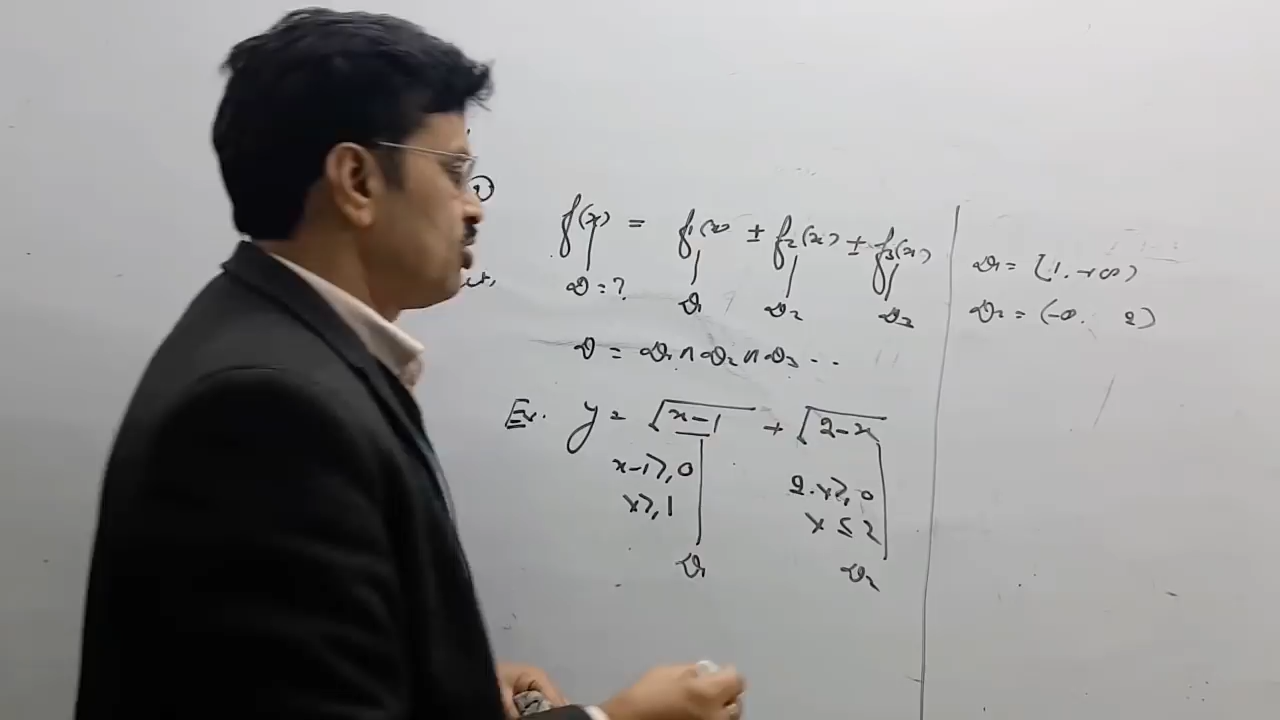 ①
f(x) = f₁(x) ± f₂(x) ± f₃(x)
D = ? D₁ D₂ D₃
D = D₁ ∩ D₂ ∩ D₃ ...
Ex. y = √(x-1) + √(2-x)
x-1 ≥ 0 2-x ≥ 0
x ≥ 1 x ≤ 2
D₁ D₂
D₁ = [1, +∞)
D₂ = (-∞, 2)